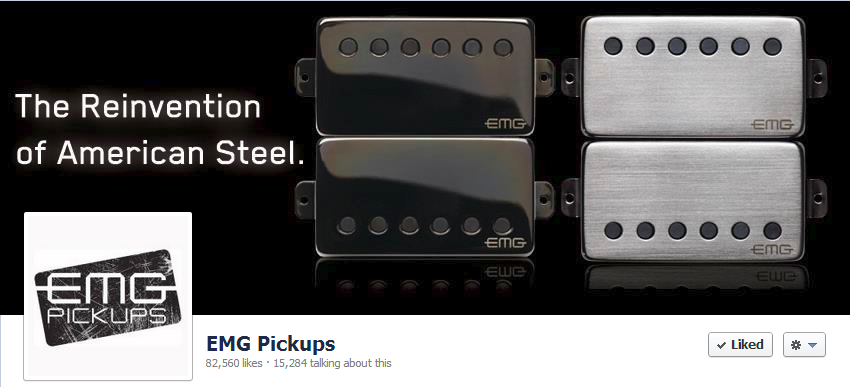 The Reinvention
of American Steel.
EMG
EMG
EMG
EMG
EMG
PICKUPS
EMG Pickups
82,560 likes · 15,284 talking about this
Liked